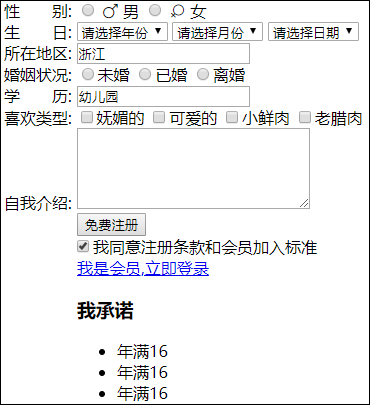 性 别: ♂ 男 ♀ 女
生 日: 请选择年份 请选择月份 请选择日期
所在地区: 浙江
婚姻状况: 未婚 已婚 离婚
学 历: 幼儿园
喜欢类型: 妩媚的 可爱的 小鲜肉 老腊肉
自我介绍:
免费注册
我同意注册条款和会员加入标准
我是会员,立即登录
我承诺
年满16
年满16
年满16